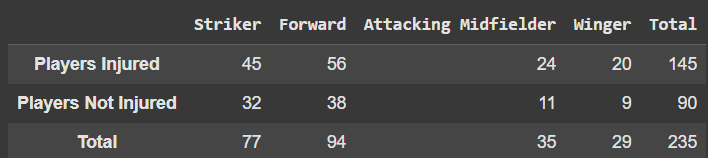 Striker Forward Attacking Midfielder Winger Total
Players Injured 45 56 24 20 145
Players Not Injured 32 38 11 9 90
Total 77 94 35 29 235